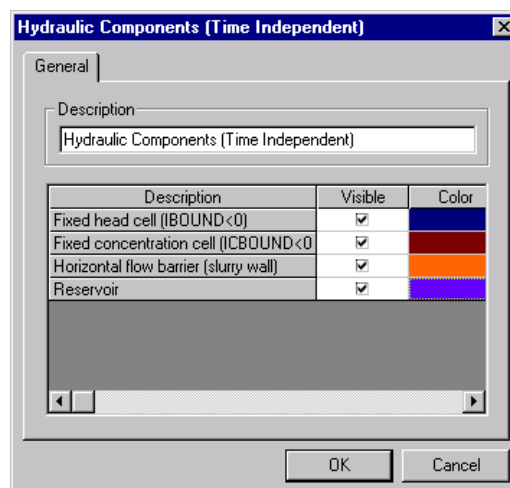 Hydraulic Components (Time Independent)
General
Description
Hydraulic Components (Time Independent)
Description Visible Color
Fixed head cell (IBOUND<0)
Fixed concentration cell (ICBOUND<0
Horizontal flow barrier (slurry wall)
Reservoir
OK Cancel